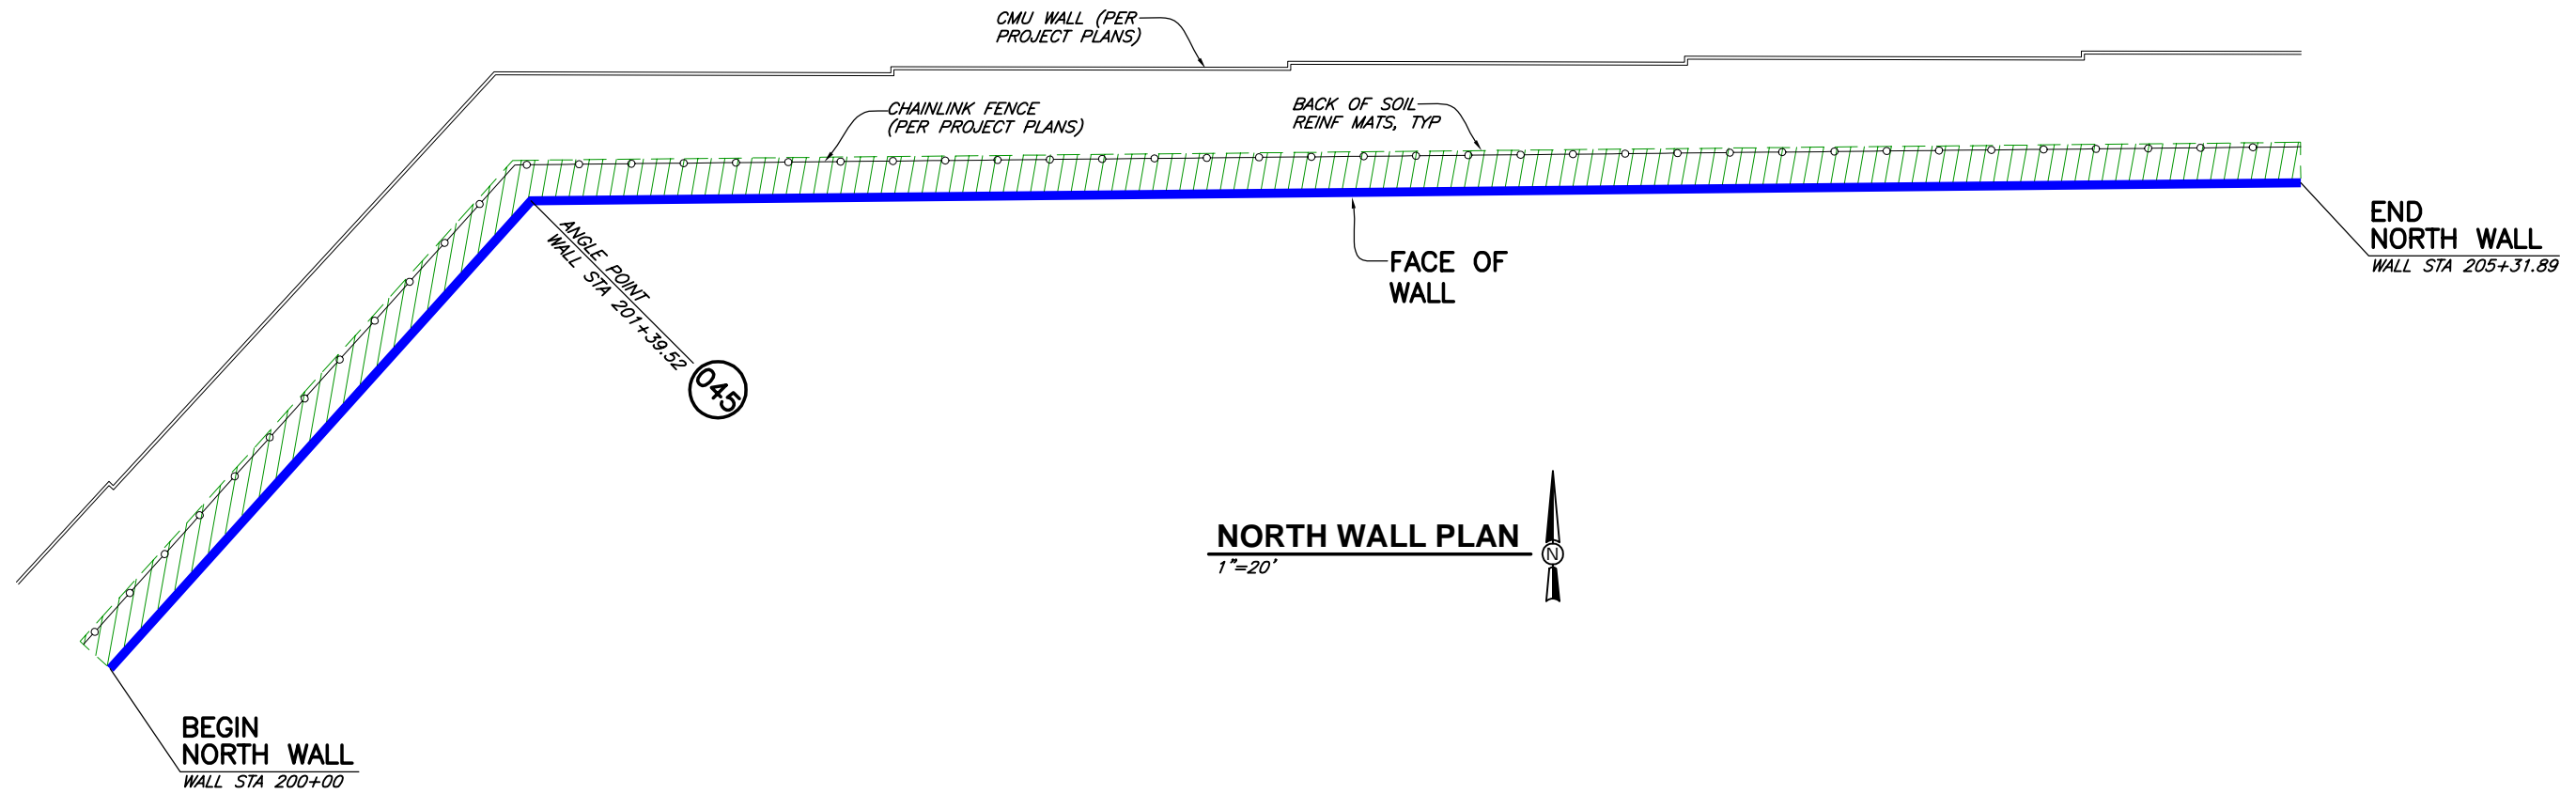 CMU WALL (PER
PROJECT PLANS)
CHAINLINK FENCE
(PER PROJECT PLANS)
BACK OF SOIL
REINF MATS, TYP
ANGLE POINT
WALL STA 201+39.52
045
FACE OF
WALL
END
NORTH WALL
WALL STA 205+31.89
NORTH WALL PLAN
1"=20'
N
BEGIN
NORTH WALL
WALL STA 200+00